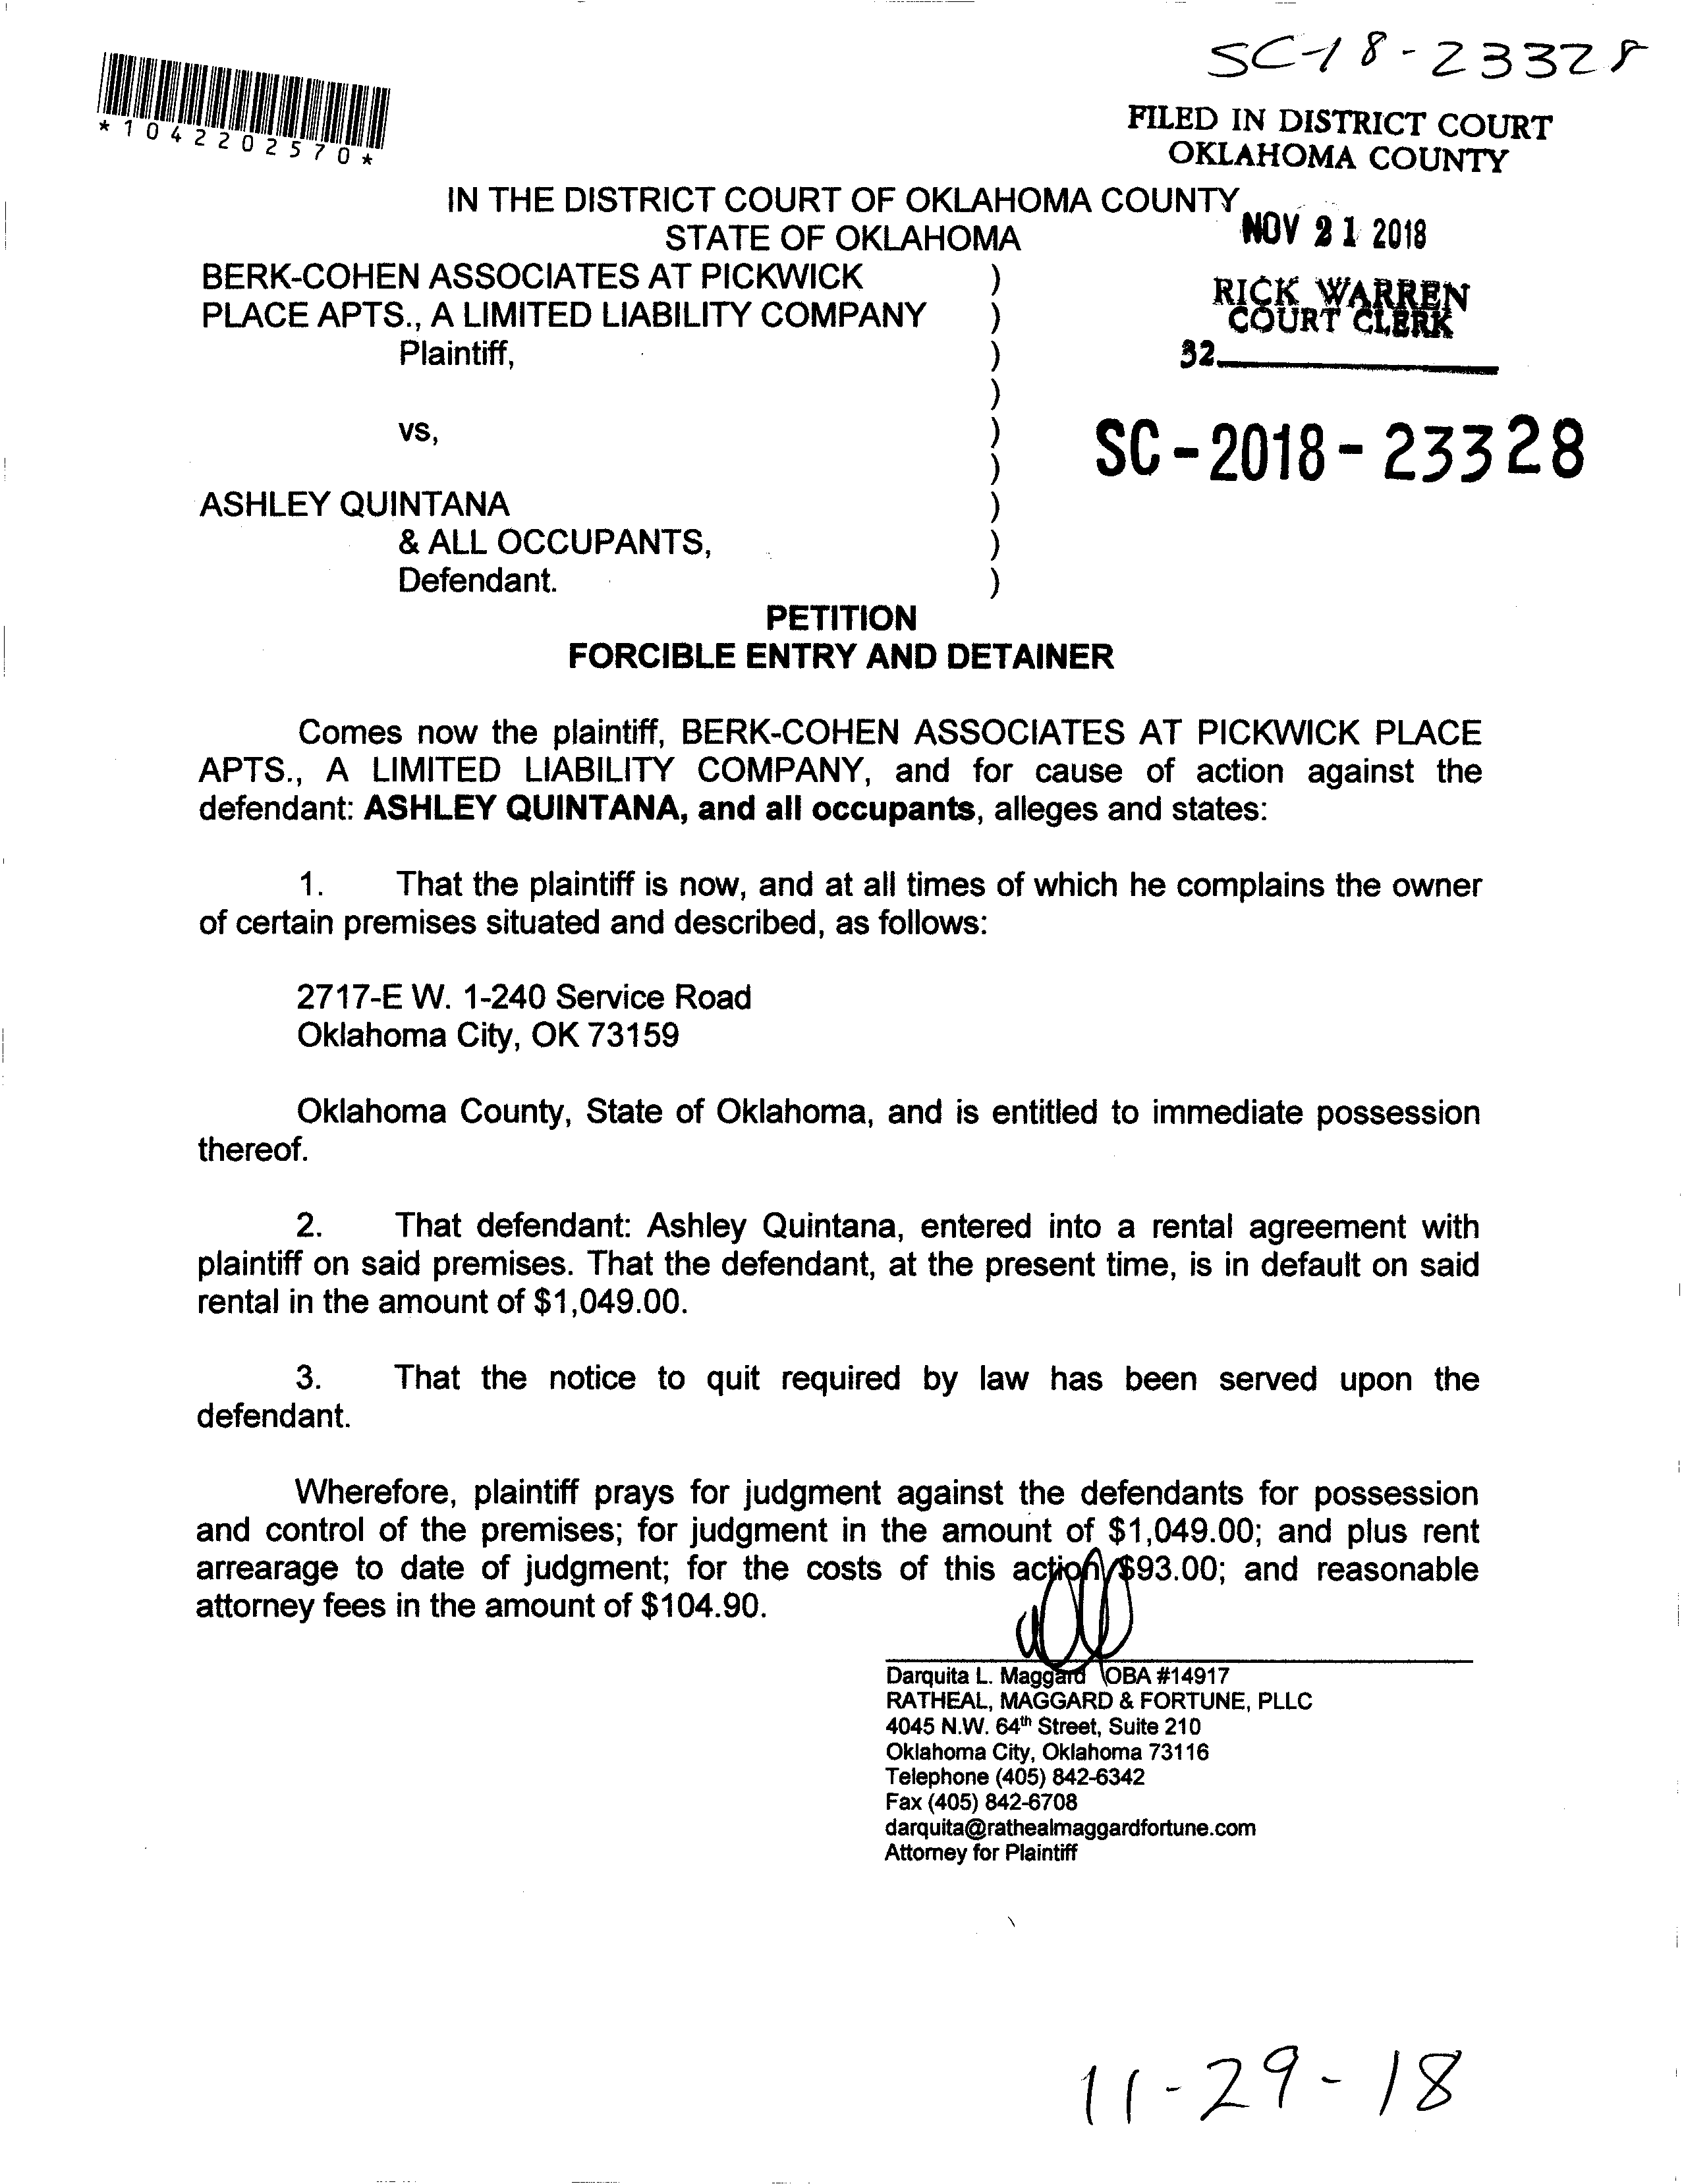 SC-18-23328
*1042202570*
FILED IN DISTRICT COURT
OKLAHOMA COUNTY
IN THE DISTRICT COURT OF OKLAHOMA COUNTY
STATE OF OKLAHOMA
NOV 21 2018
BERK-COHEN ASSOCIATES AT PICKWICK )
PLACE APTS., A LIMITED LIABILITY COMPANY )
Plaintiff, )
RICK WARREN
COURT CLERK
32
)
vs, )
)
SC-2018-23328
ASHLEY QUINTANA )
& ALL OCCUPANTS, )
Defendant. )
PETITION
FORCIBLE ENTRY AND DETAINER
Comes now the plaintiff, BERK-COHEN ASSOCIATES AT PICKWICK PLACE
APTS., A LIMITED LIABILITY COMPANY, and for cause of action against the
defendant: ASHLEY QUINTANA, and all occupants, alleges and states:
1. That the plaintiff is now, and at all times of which he complains the owner
of certain premises situated and described, as follows:
2717-E W. 1-240 Service Road
Oklahoma City, OK 73159
Oklahoma County, State of Oklahoma, and is entitled to immediate possession
thereof.
2. That defendant: Ashley Quintana, entered into a rental agreement with
plaintiff on said premises. That the defendant, at the present time, is in default on said
rental in the amount of $1,049.00.
3. That the notice to quit required by law has been served upon the
defendant.
Wherefore, plaintiff prays for judgment against the defendants for possession
and control of the premises; for judgment in the amount of $1,049.00; and plus rent
arrearage to date of judgment; for the costs of this action $93.00; and reasonable
attorney fees in the amount of $104.90.
Darquita L. Maggard OBA #14917
RATHEAL, MAGGARD & FORTUNE, PLLC
4045 N.W. 64th Street, Suite 210
Oklahoma City, Oklahoma 73116
Telephone (405) 842-6342
Fax (405) 842-6708
darquita@rathealmaggardfortune.com
Attorney for Plaintiff
11-29-18